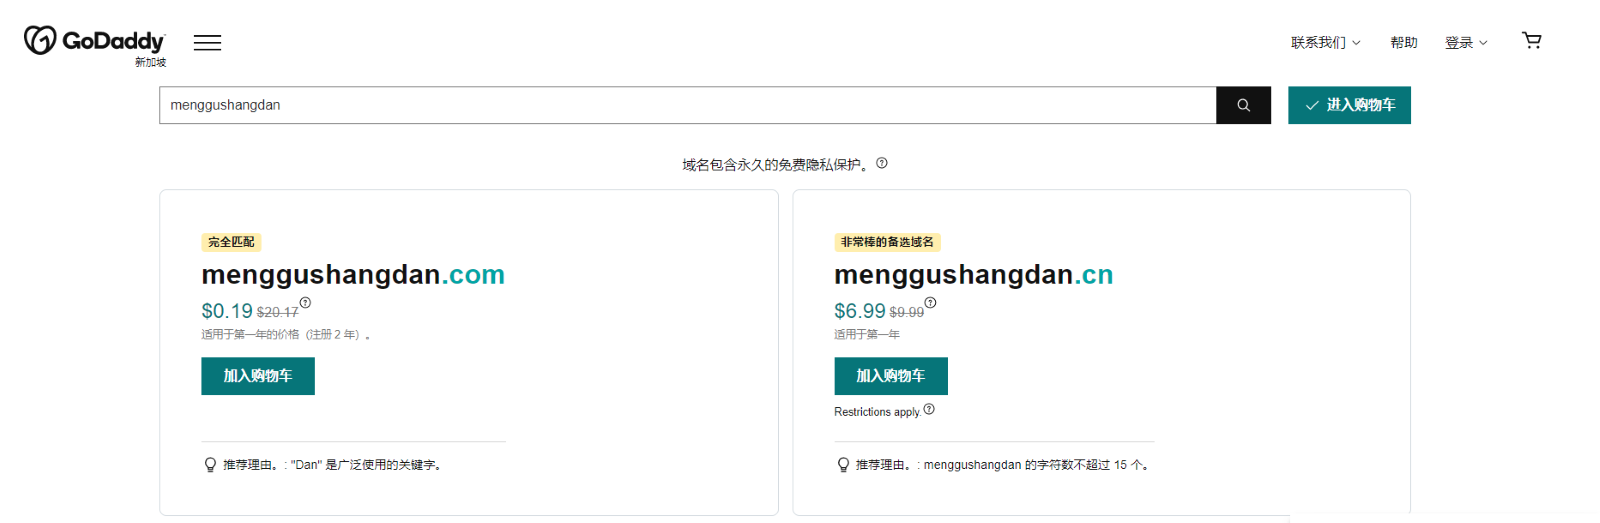 GoDaddy
新加坡
联系我们
帮助
登录
menggushangdan
进入购物车
域名包含永久的免费隐私保护。
完全匹配
menggushangdan.com
$0.19 $20.17
适用于第一年的价格（注册 2 年）。
加入购物车
推荐理由。: "Dan" 是广泛使用的关键字。
非常棒的备选域名
menggushangdan.cn
$6.99 $9.99
适用于第一年
加入购物车
Restrictions apply.
推荐理由。: menggushangdan 的字符数不超过 15 个。